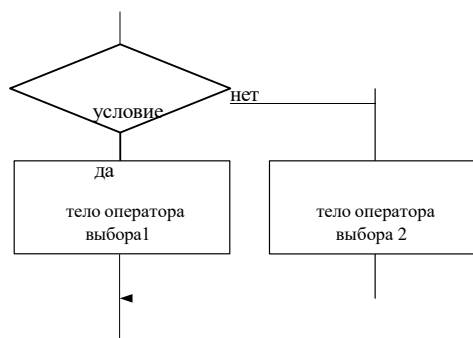 нет
условие
да
тело оператора
выбора1
тело оператора
выбора 2